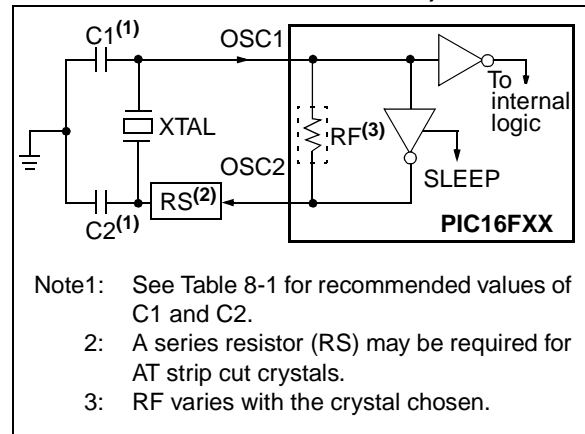 C1(1)
OSC1
To
internal
logic
XTAL
RF(3)
OSC2
SLEEP
RS(2)
C2(1)
PIC16FXX
Note1: See Table 8-1 for recommended values of
C1 and C2.
2: A series resistor (RS) may be required for
AT strip cut crystals.
3: RF varies with the crystal chosen.